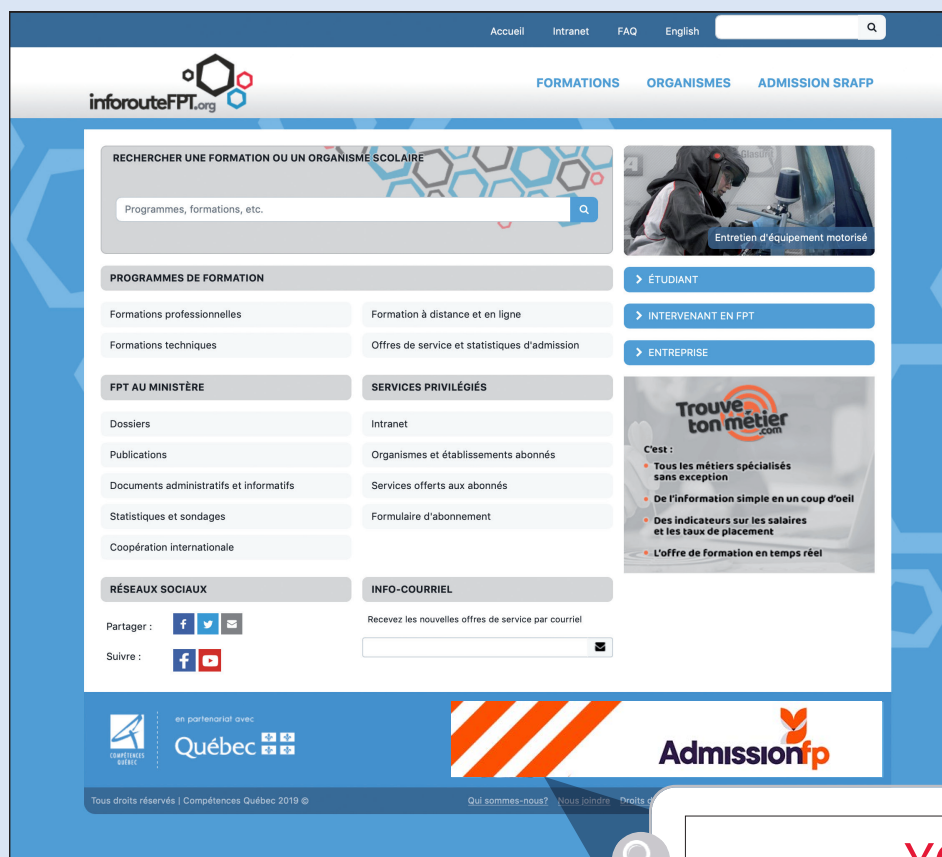 Accueil Intranet FAQ English
inforouteFPT.org
FORMATIONS ORGANISMES ADMISSION SRAFP
RECHERCHER UNE FORMATION OU UN ORGANISME SCOLAIRE
Programmes, formations, etc.
Glasurit
Entretien d'équipement motorisé
PROGRAMMES DE FORMATION
Formations professionnelles
Formation à distance et en ligne
Formations techniques
Offres de service et statistiques d'admission
ÉTUDIANT
INTERVENANT EN FPT
ENTREPRISE
FPT AU MINISTÈRE
Dossiers
Publications
Documents administratifs et informatifs
Statistiques et sondages
Coopération internationale
SERVICES PRIVILÉGIÉS
Intranet
Organismes et établissements abonnés
Services offerts aux abonnés
Formulaire d'abonnement
Trouve
ton métier
.com
C'est :
• Tous les métiers spécialisés
sans exception
• De l'information simple en un coup d'oeil
• Des indicateurs sur les salaires
et les taux de placement
• L'offre de formation en temps réel
RÉSEAUX SOCIAUX
Partager :
Suivre :
INFO-COURRIEL
Recevez les nouvelles offres de service par courriel
COMPÉTENCES
QUÉBEC
en partenariat avec
Québec
Admissionfp
Tous droits réservés | Compétences Québec 2019 ©
Qui sommes-nous? Nous joindre Droits